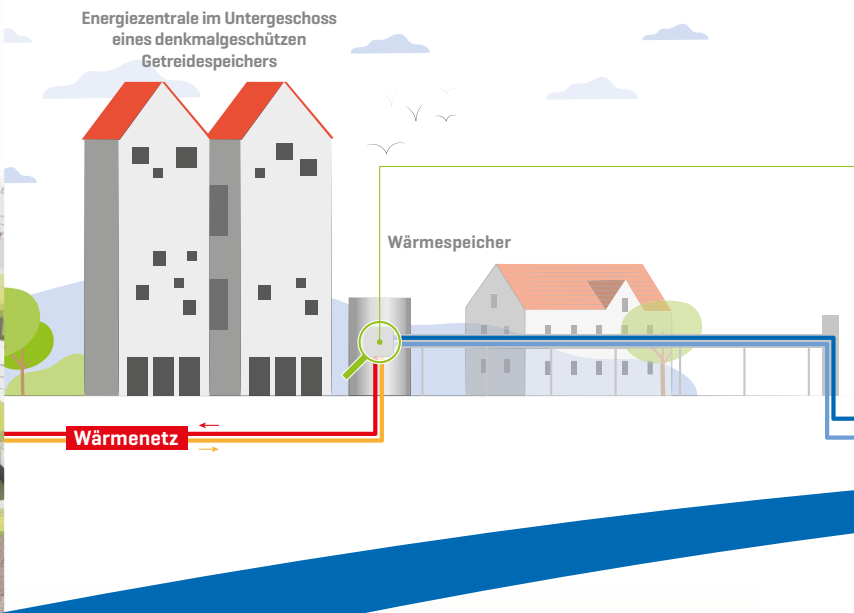 Energiezentrale im Untergeschoss
eines denkmalgeschützen
Getreidespeichers
Wärmespeicher
Wärmenetz